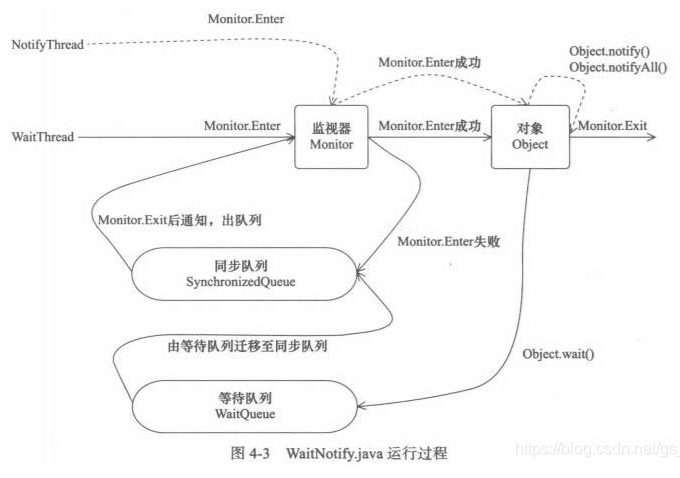 Monitor.Enter
NotifyThread
Object.notify()
Monitor.Enter成功
Object.notifyAll()
WaitThread
Monitor.Enter
监视器
Monitor
Monitor.Enter成功
对象
Object
Monitor.Exit
Monitor.Exit后通知，出队列
Monitor.Enter失败
同步队列
SynchronizedQueue
由等待队列迁移至同步队列
Object.wait()
等待队列
WaitQueue
图 4-3 WaitNotify.java 运行过程
https://blog.csdn.net/gs_